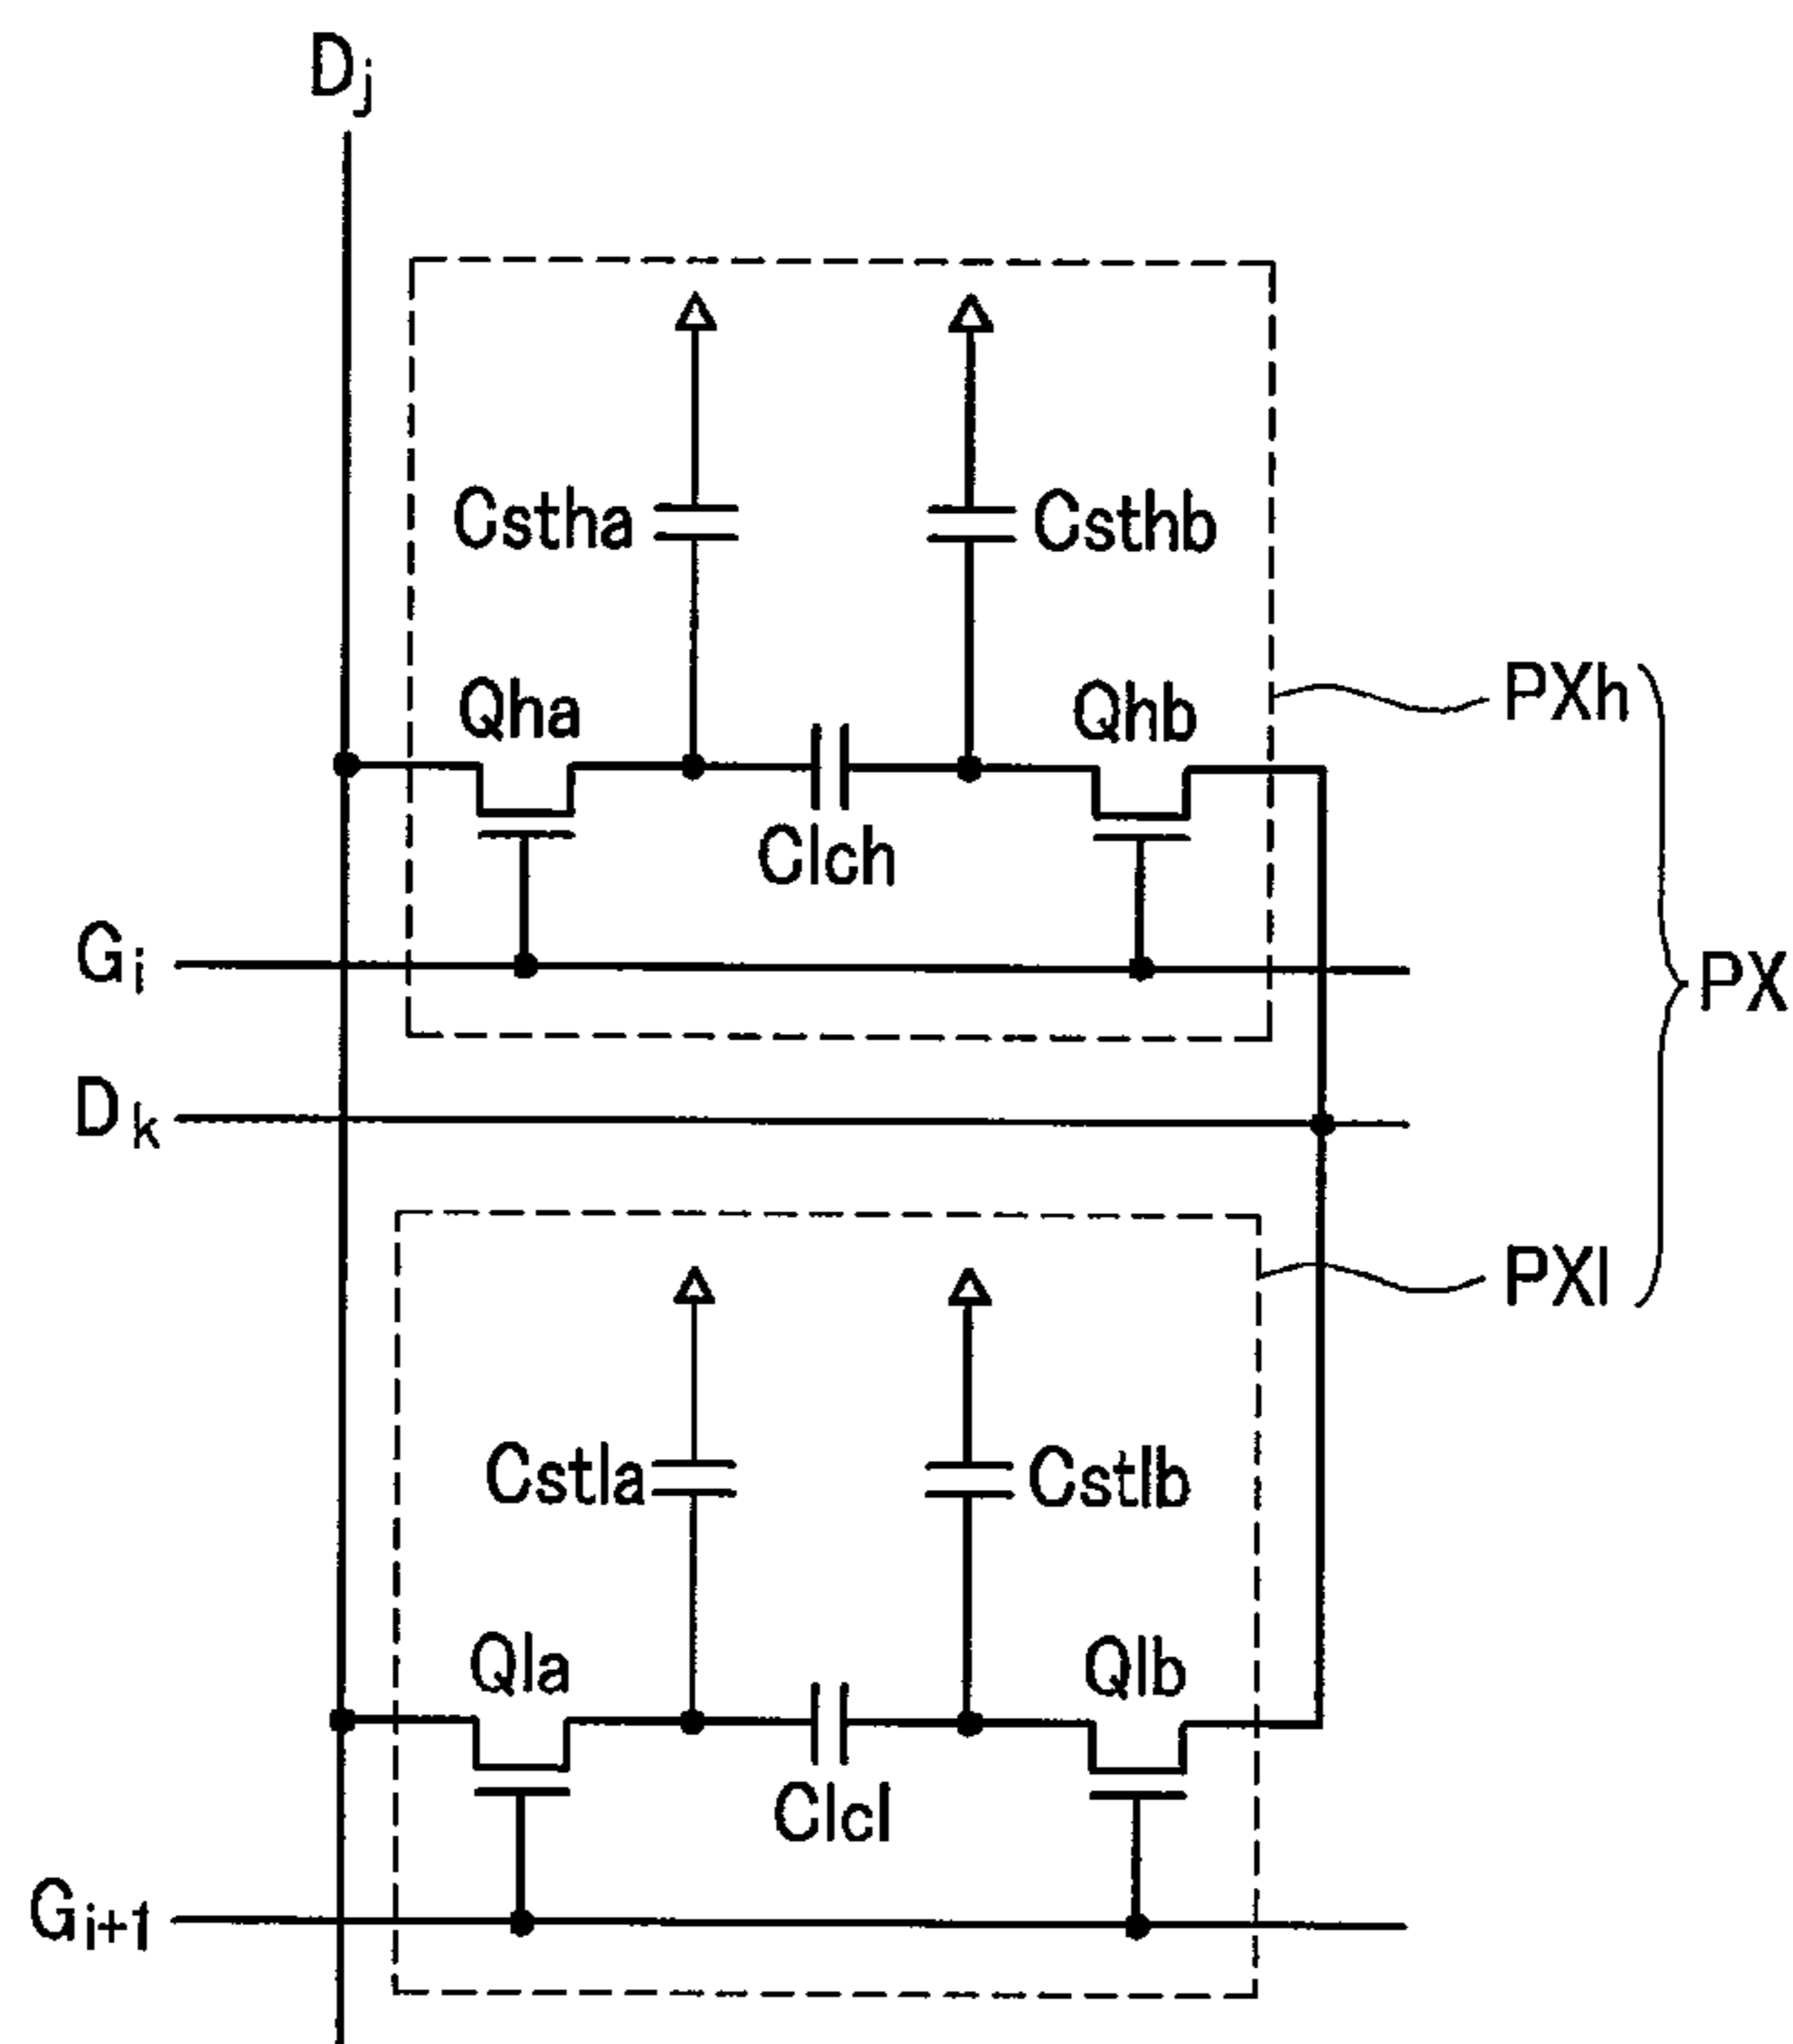 Dj
Cstha
Csthb
Qha
Qhb
PXh
Clch
Gi
PX
Dk
PXl
Cstla
Cstlb
Qla
Qlb
Clcl
Gi+1